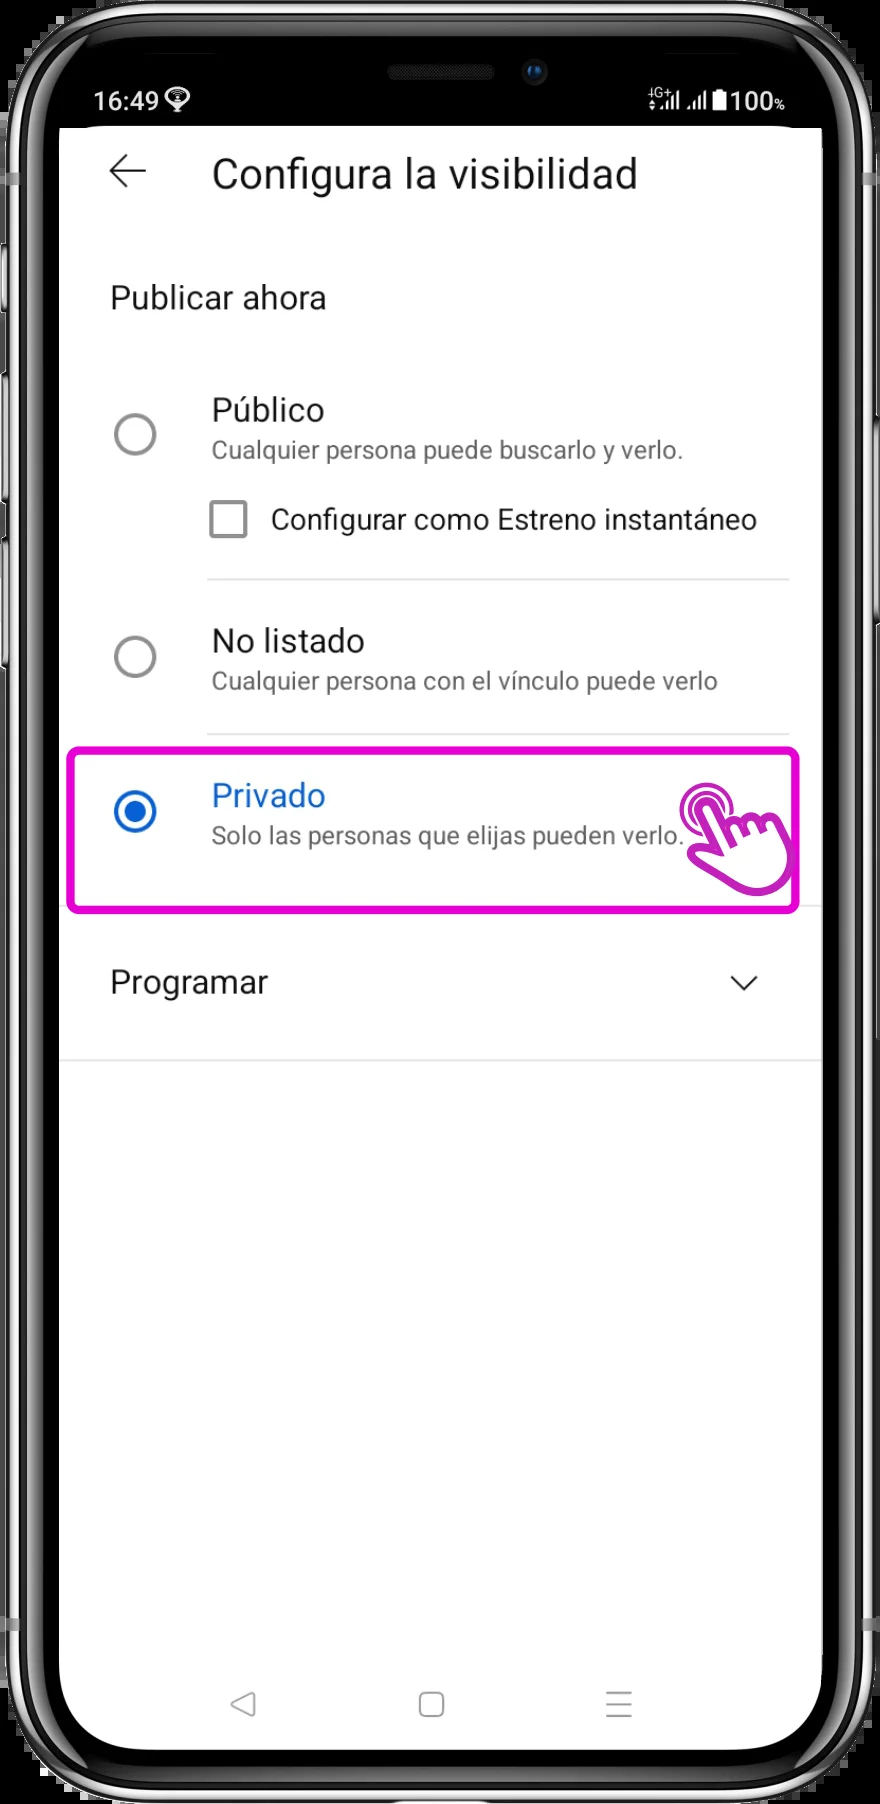 16:49 4G+ 100%
Configura la visibilidad
Publicar ahora
Público
Cualquier persona puede buscarlo y verlo.
Configurar como Estreno instantáneo
No listado
Cualquier persona con el vínculo puede verlo
Privado
Solo las personas que elijas pueden verlo.
Programar